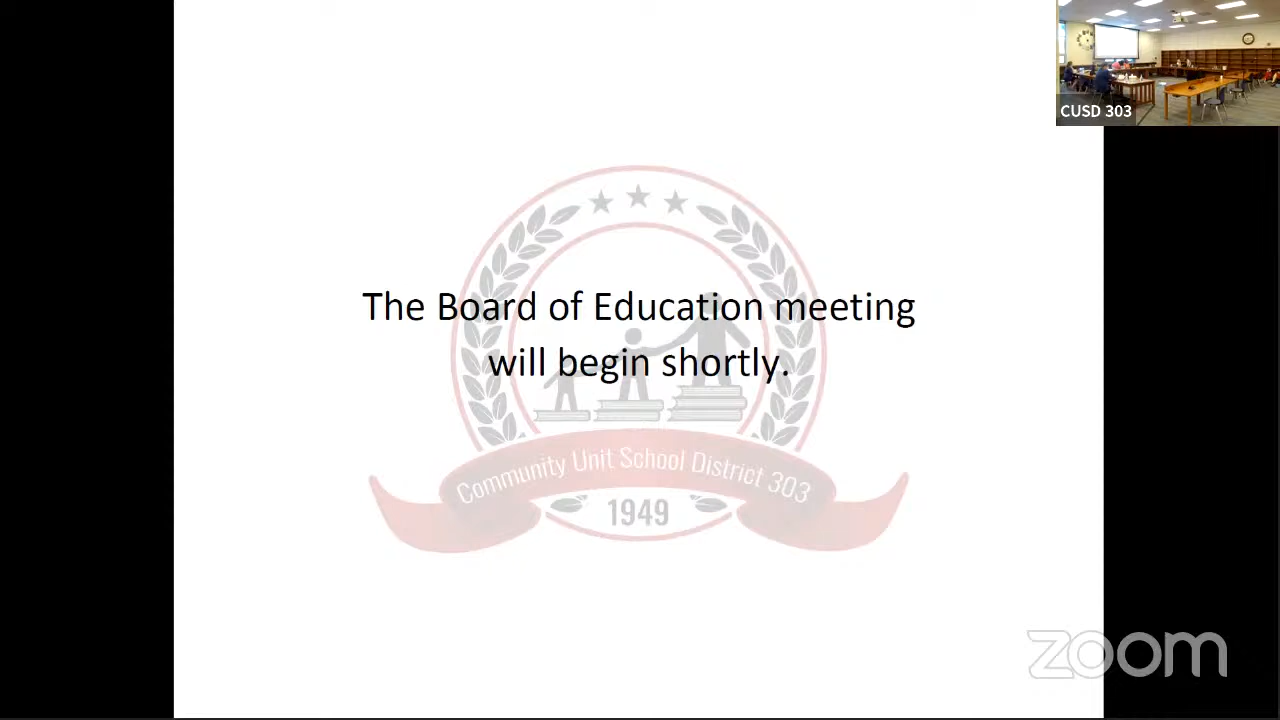 CUSD 303
The Board of Education meeting
will begin shortly.
Community Unit School District 303
1949
zoom